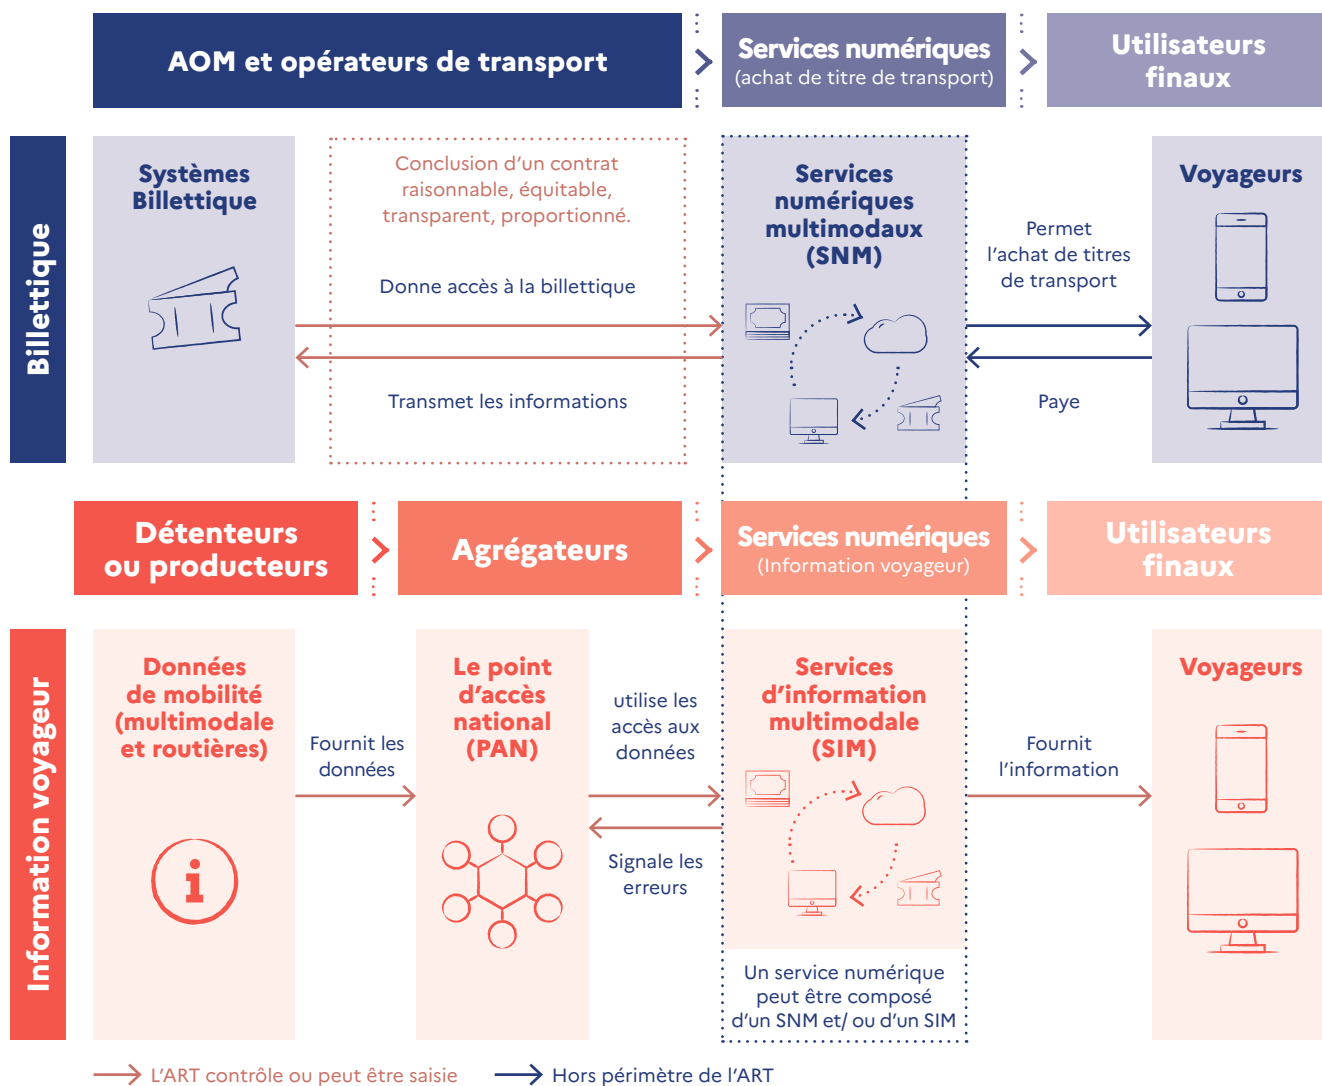 AOM et opérateurs de transport
Services numériques
(achat de titre de transport)
Utilisateurs
finaux
Billettique
Systèmes
Billettique
Conclusion d’un contrat
raisonnable, équitable,
transparent, proportionné.
Donne accès à la billettique
Transmet les informations
Services
numériques
multimodaux
(SNM)
Permet
l’achat de titres
de transport
Paye
Voyageurs
Détenteurs
ou producteurs
Agrégateurs
Services numériques
(Information voyageur)
Utilisateurs
finaux
Information voyageur
Données
de mobilité
(multimodale
et routières)
Fournit les
données
Le point
d’accès
national
(PAN)
utilise les
accès aux
données
Signale les
erreurs
Services
d’information
multimodale
(SIM)
Un service numérique
peut être composé
d’un SNM et/ ou d’un SIM
Fournit
l’information
Voyageurs
L’ART contrôle ou peut être saisie
Hors périmètre de l’ART